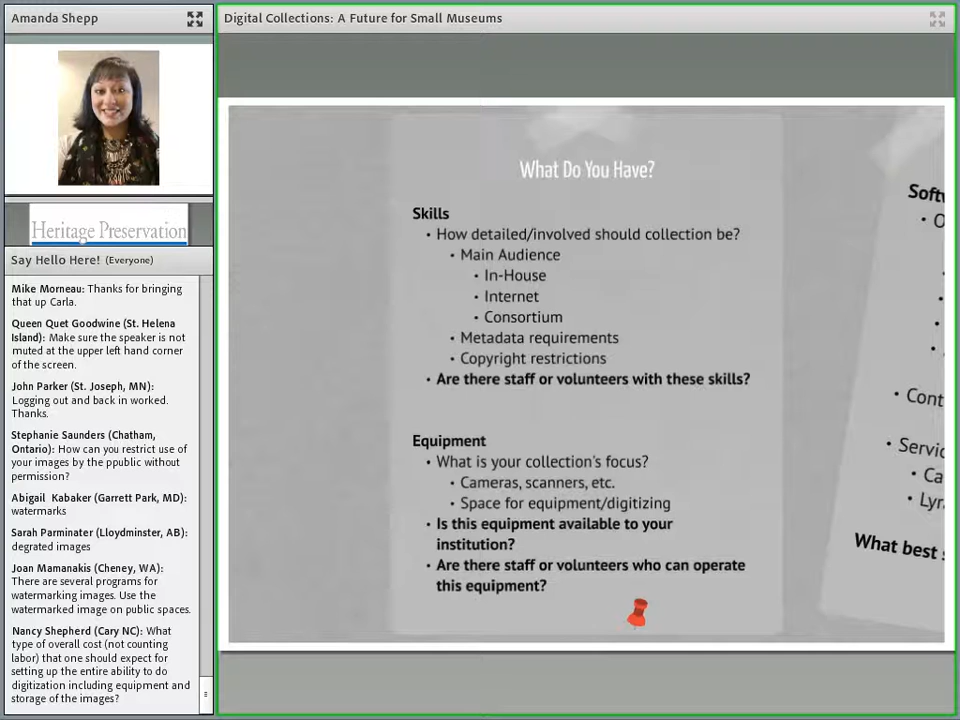 Amanda Shepp
Heritage Preservation
Say Hello Here! (Everyone)
Mike Morneau: Thanks for bringing
that up Carla.
Queen Quet Goodwine (St. Helena
Island): Make sure the speaker is not
muted at the upper left hand corner
of the screen.
John Parker (St. Joseph, MN):
Logging out and back in worked.
Thanks.
Stephanie Saunders (Chatham,
Ontario): How can you restrict use of
your images by the ppublic without
permission?
Abigail Kabaker (Garrett Park, MD):
watermarks
Sarah Parminater (Lloydminster, AB):
degrated images
Joan Mamanakis (Cheney, WA):
There are several programs for
watermarking images. Use the
watermarked image on public spaces.
Nancy Shepherd (Cary NC): What
type of overall cost (not counting
labor) that one should expect for
setting up the entire ability to do
digitization including equipment and
storage of the images?
Digital Collections: A Future for Small Museums
What Do You Have?
Skills
• How detailed/involved should collection be?
• Main Audience
• In-House
• Internet
• Consortium
• Metadata requirements
• Copyright restrictions
• Are there staff or volunteers with these skills?
Equipment
• What is your collection's focus?
• Cameras, scanners, etc.
• Space for equipment/digitizing
• Is this equipment available to your
institution?
• Are there staff or volunteers who can operate
this equipment?
What best